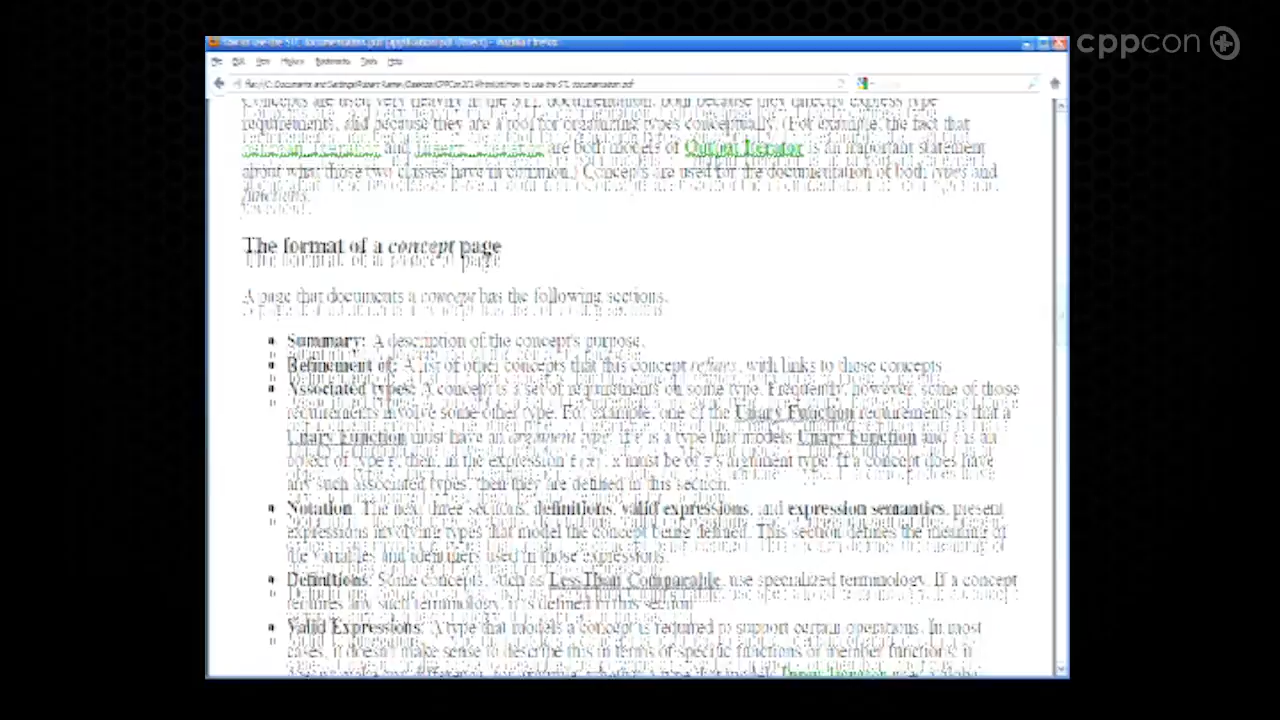 cppcon
Concepts are used very heavily in the STL documentation, both because they directly express type
requirements, and because they are a tool for organizing types conceptually. (For example, the fact that
and are both models of Output Iterator is an important statement
about what those two classes have in common.) Concepts are used for the documentation of both types and
functions.
The format of a concept page
A page that documents a concept has the following sections.
Summary: A description of the concept's purpose.
Refinement of: A list of other concepts that this concept refines, with links to those concepts
Associated types: A concept is a set of requirements on some type. Frequently, however, some of those
requirements involve some other type. For example, one of the Unary Function requirements is that a
Unary Function must have an argument type; if is a type that models Unary Function and is an
object of type then, in the expression must be of argument type. If a concept does have
any such associated types, then they are defined in this section.
Notation. The next three sections, definitions, valid expressions, and expression semantics, present
expressions involving types that model the concept being defined. This section defines the meaning of
the variables and identifiers used in those expressions.
Definitions. Some concepts, such as LessThan Comparable, use specialized terminology. If a concept
requires any such terminology, it is defined in this section
Valid Expressions. A type that models a concept is required to support certain operations. In most
cases, it doesn't make sense to describe this in terms of specific functions or member functions: it